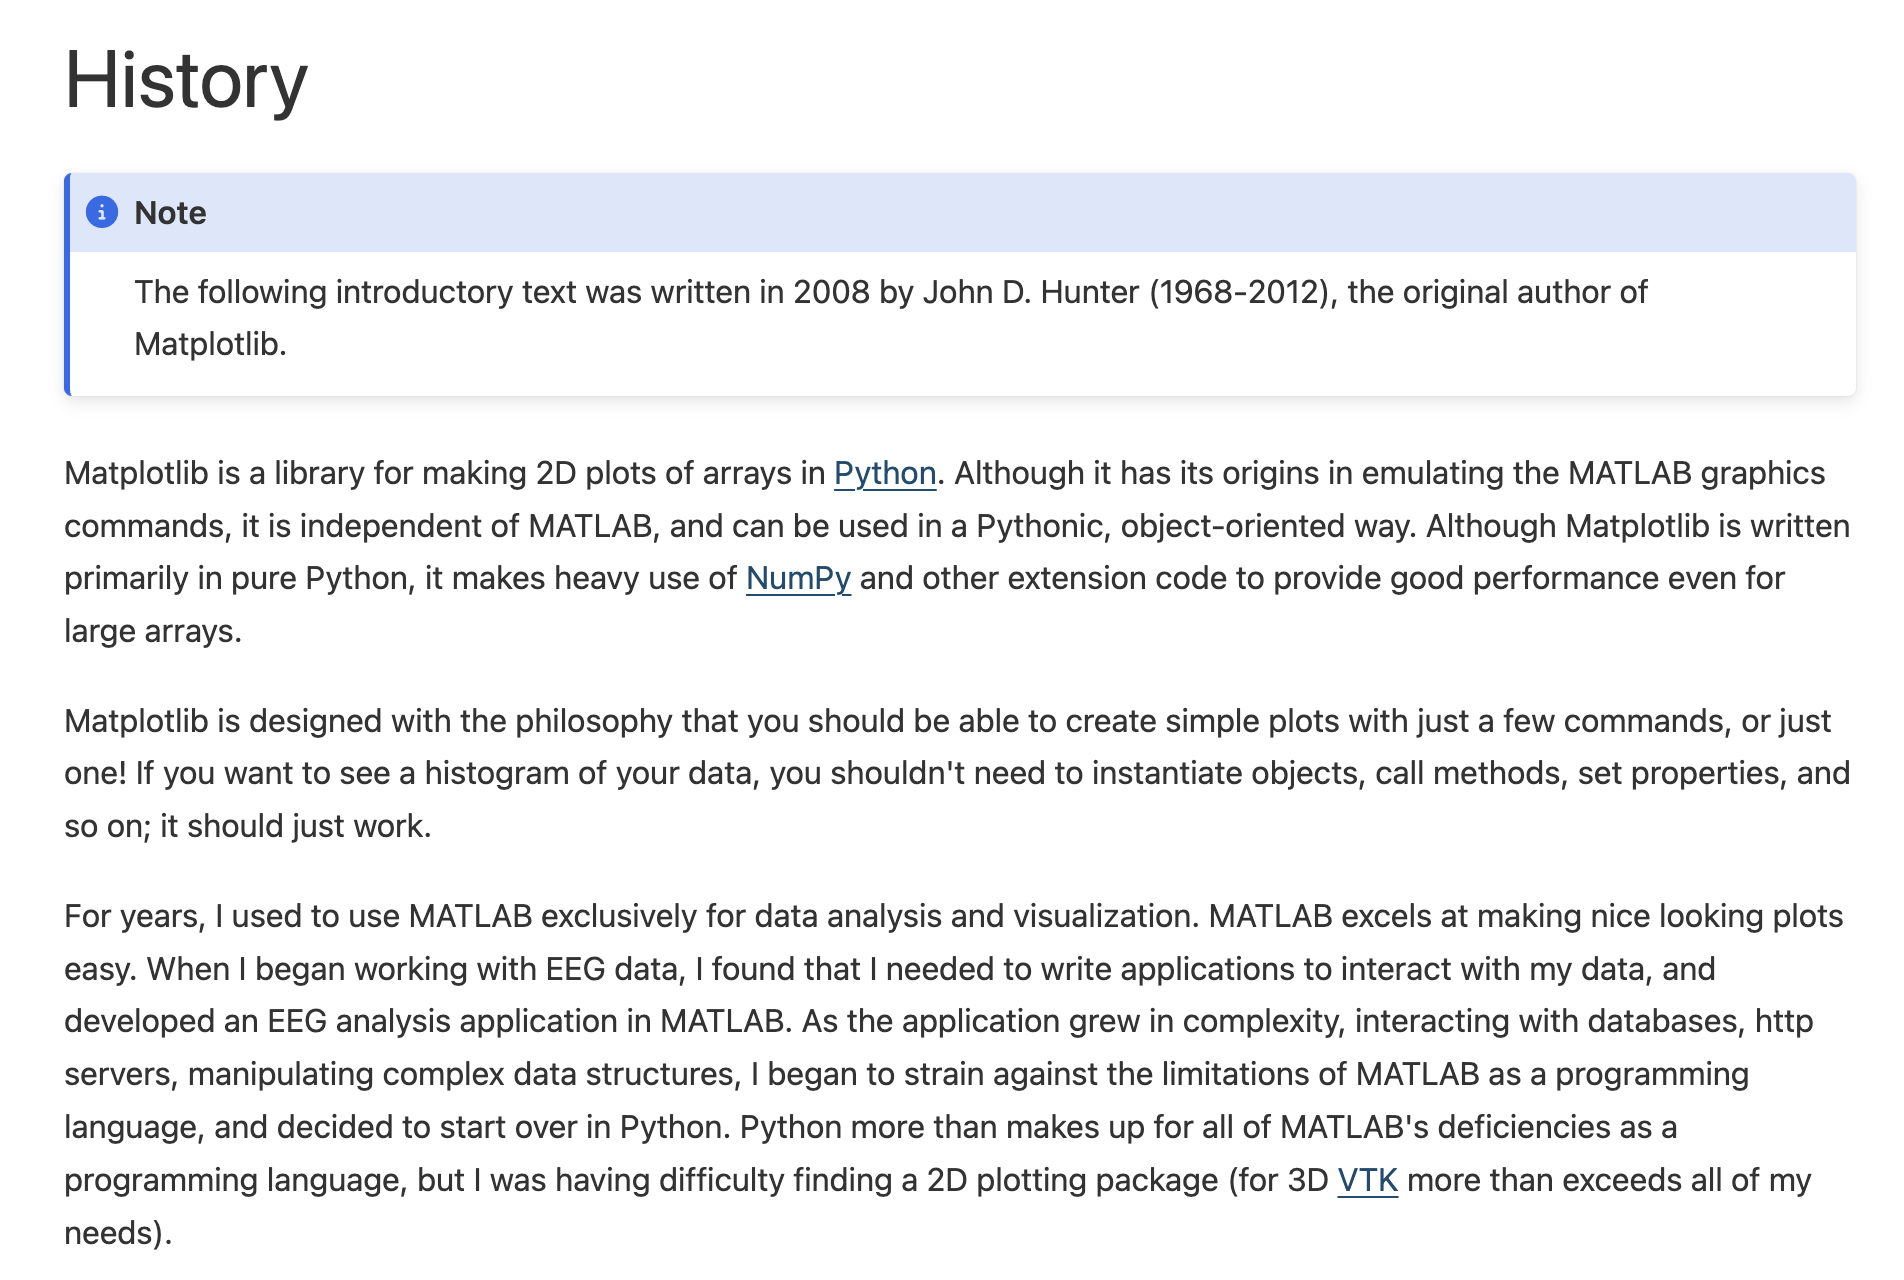 History
Note
The following introductory text was written in 2008 by John D. Hunter (1968-2012), the original author of
Matplotlib.
Matplotlib is a library for making 2D plots of arrays in Python. Although it has its origins in emulating the MATLAB graphics
commands, it is independent of MATLAB, and can be used in a Pythonic, object-oriented way. Although Matplotlib is written
primarily in pure Python, it makes heavy use of NumPy and other extension code to provide good performance even for
large arrays.
Matplotlib is designed with the philosophy that you should be able to create simple plots with just a few commands, or just
one! If you want to see a histogram of your data, you shouldn't need to instantiate objects, call methods, set properties, and
so on; it should just work.
For years, I used to use MATLAB exclusively for data analysis and visualization. MATLAB excels at making nice looking plots
easy. When I began working with EEG data, I found that I needed to write applications to interact with my data, and
developed an EEG analysis application in MATLAB. As the application grew in complexity, interacting with databases, http
servers, manipulating complex data structures, I began to strain against the limitations of MATLAB as a programming
language, and decided to start over in Python. Python more than makes up for all of MATLAB's deficiencies as a
programming language, but I was having difficulty finding a 2D plotting package (for 3D VTK more than exceeds all of my
needs).